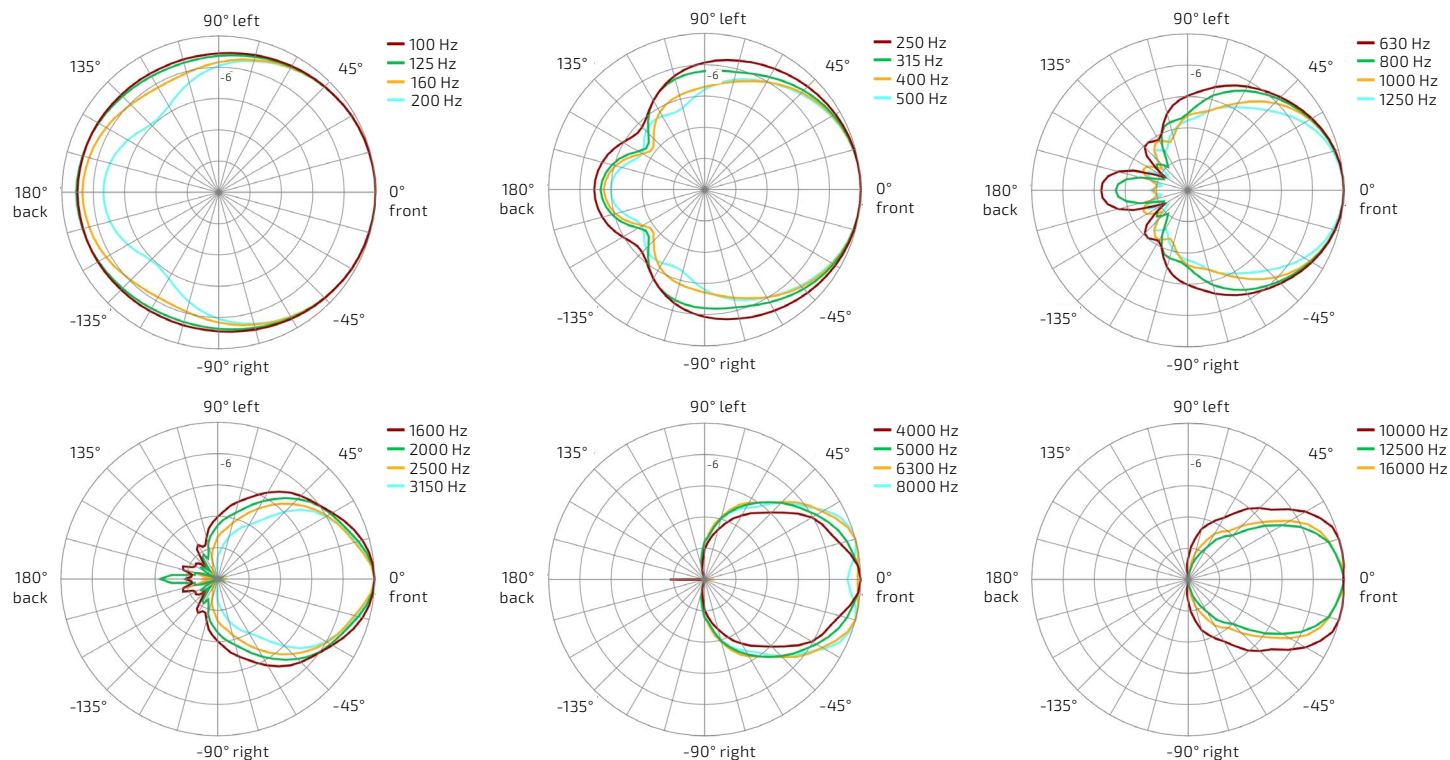 90° left
100 Hz
125 Hz
160 Hz
200 Hz
135°
45°
-6
180°
back
0°
front
-135°
-45°
-90° right
90° left
250 Hz
315 Hz
400 Hz
500 Hz
135°
45°
-6
180°
back
0°
front
-135°
-45°
-90° right
90° left
630 Hz
800 Hz
1000 Hz
1250 Hz
135°
45°
-6
180°
back
0°
front
-135°
-45°
-90° right
90° left
1600 Hz
2000 Hz
2500 Hz
3150 Hz
135°
45°
-6
180°
back
0°
front
-135°
-45°
-90° right
90° left
4000 Hz
5000 Hz
6300 Hz
8000 Hz
135°
45°
-6
180°
back
0°
front
-135°
-45°
-90° right
90° left
10000 Hz
12500 Hz
16000 Hz
135°
45°
-6
180°
back
0°
front
-135°
-45°
-90° right